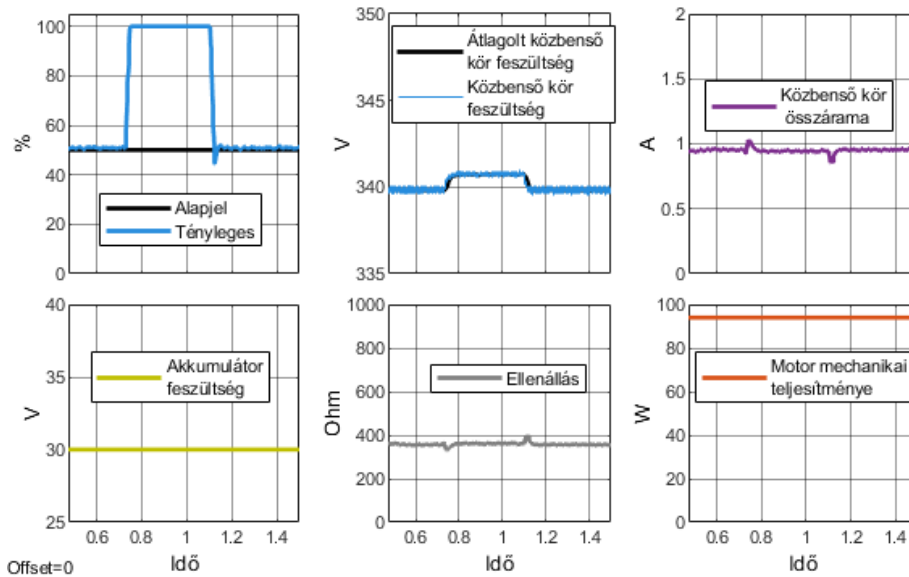 100
80
60
40
20
0
%
Alapjel
Tényleges
350
345
340
335
V
Átlagolt közbenső
kör feszültség
Közbenső kör
feszültség
2
1.5
1
0.5
0
A
Közbenső kör
összárama
40
35
30
25
V
Akkumulátor
feszültség
0.6 0.8 1 1.2 1.4
Idő
1000
800
600
400
200
0
Ohm
Ellenállás
0.6 0.8 1 1.2 1.4
Idő
100
80
60
40
20
0
W
Motor mechanikai
teljesítménye
0.6 0.8 1 1.2 1.4
Idő
Offset=0